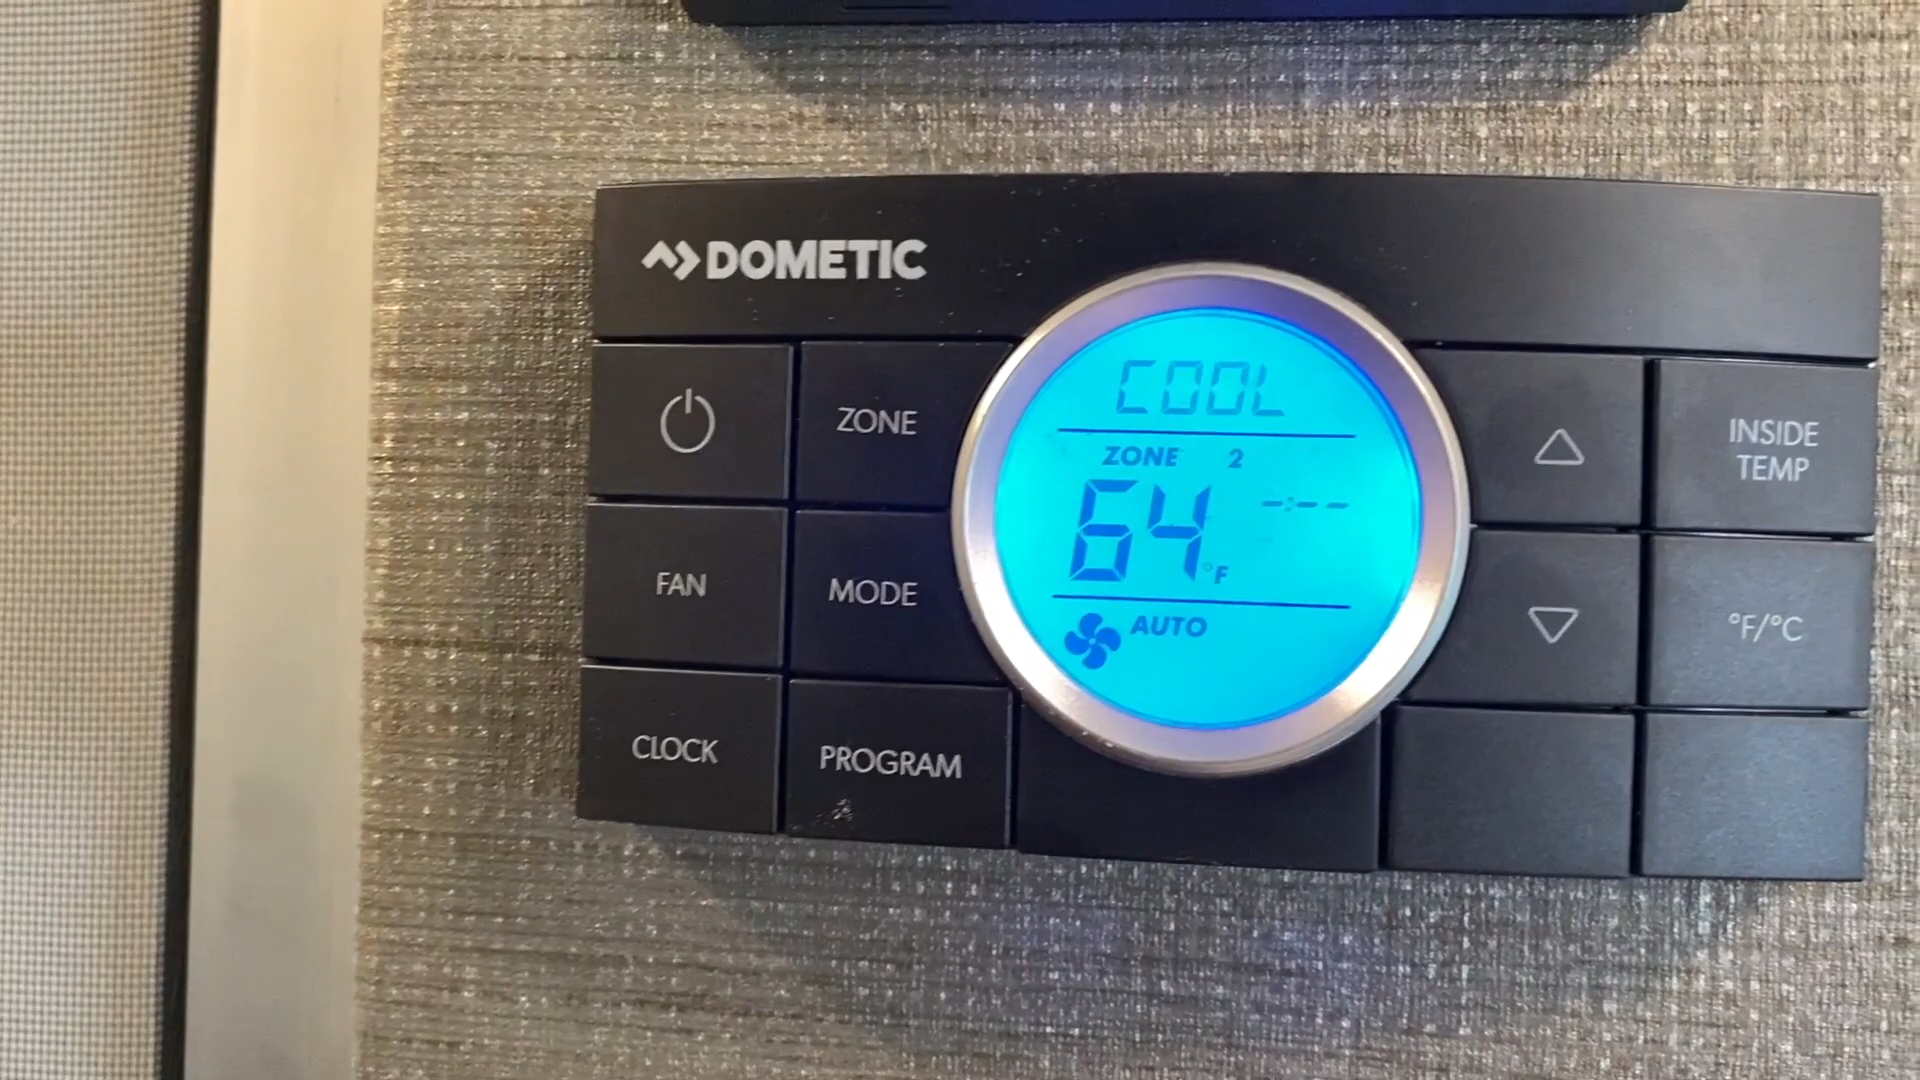 DOMETIC
ZONE
FAN
MODE
CLOCK
PROGRAM
COOL
ZONE 2
64°F -:--
AUTO
INSIDE
TEMP
°F/°C